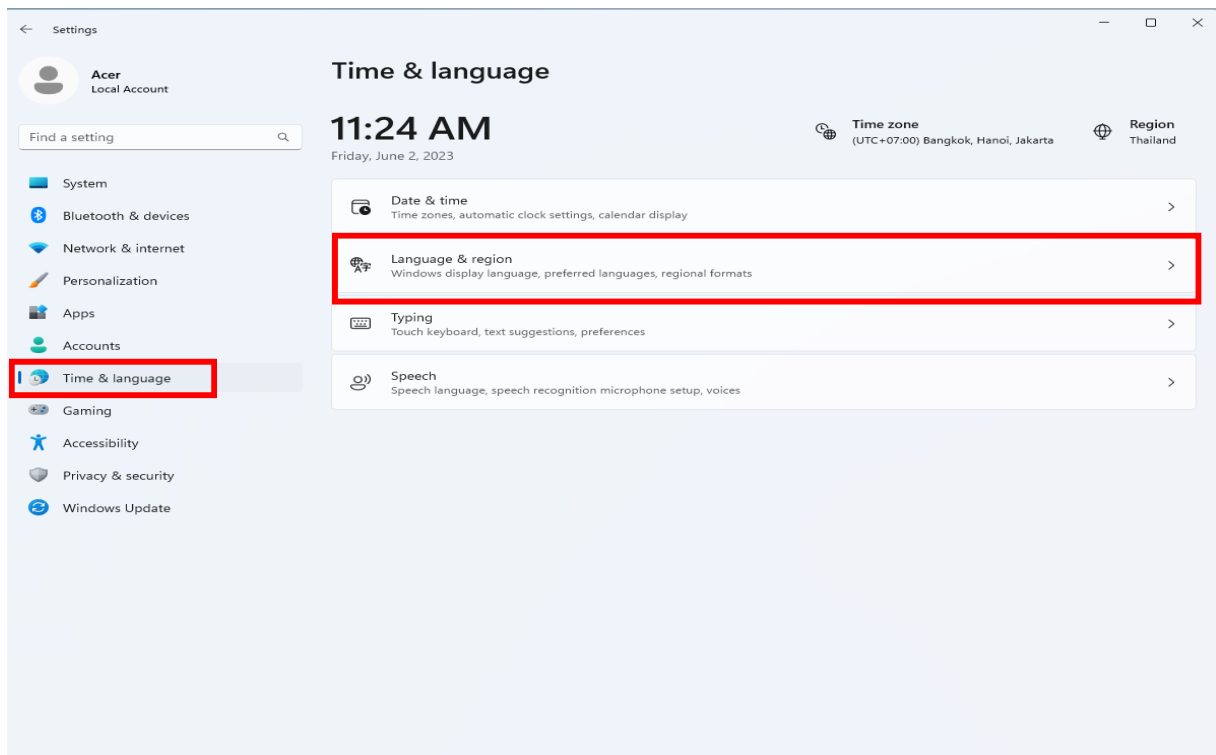 Settings
Acer
Local Account
Find a setting
System
Bluetooth & devices
Network & internet
Personalization
Apps
Accounts
Time & language
Gaming
Accessibility
Privacy & security
Windows Update
Time & language
11:24 AM
Friday, June 2, 2023
Time zone
(UTC+07:00) Bangkok, Hanoi, Jakarta
Region
Thailand
Date & time
Time zones, automatic clock settings, calendar display
Language & region
Windows display language, preferred languages, regional formats
Typing
Touch keyboard, text suggestions, preferences
Speech
Speech language, speech recognition microphone setup, voices